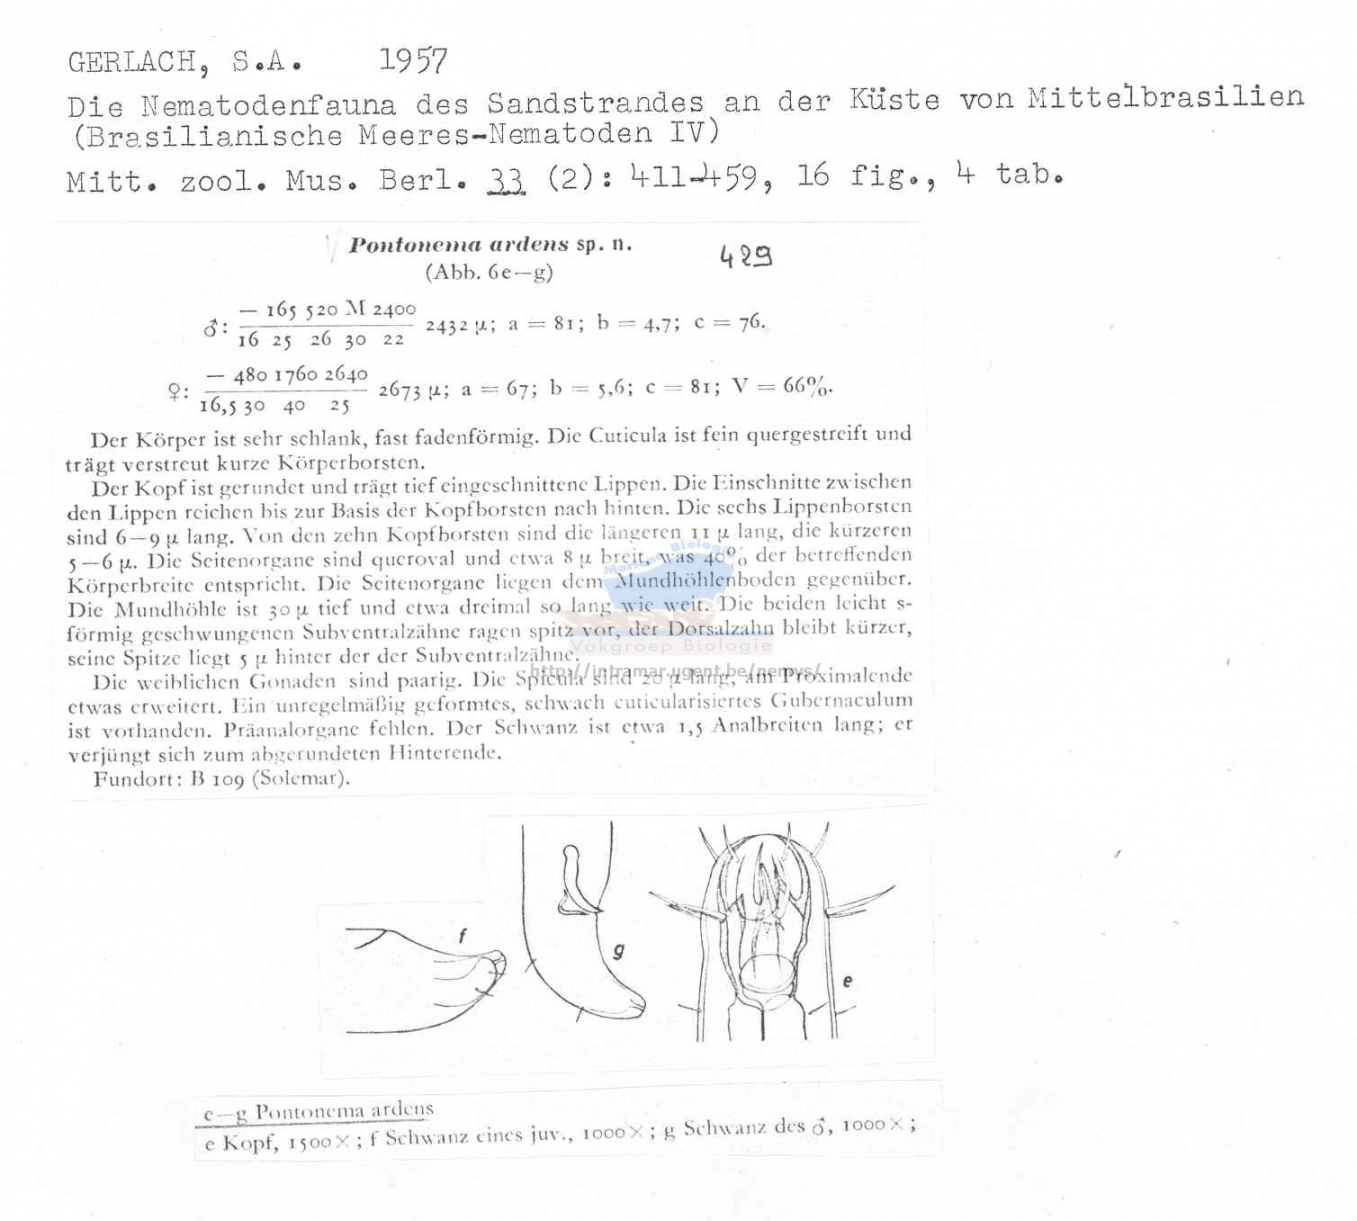 GERLACH, S.A. 1957
Die Nematodenfauna des Sandstrandes an der Küste von Mittelbrasilien
(Brasilianische Meeres-Nematoden IV)
Mitt. zool. Mus. Berl. 33 (2): 411-459, 16 fig., 4 tab.
Pontonema ardens sp. n.
429
(Abb. 6e—g)
— 165 520 M 2400
♂: 2432 µ; a = 81; b = 4,7; c = 76.
16 25 26 30 22
— 480 1760 2640
♀: 2673 µ; a = 67; b = 5,6; c = 81; V = 66%.
16,5 30 40 25
Der Körper ist sehr schlank, fast fadenförmig. Die Cuticula ist fein quergestreift und
trägt verstreut kurze Körperborsten.
Der Kopf ist gerundet und trägt tief eingeschnittene Lippen. Die Einschnitte zwischen
den Lippen reichen bis zur Basis der Kopfborsten nach hinten. Die sechs Lippenborsten
sind 6—9 µ lang. Von den zehn Kopfborsten sind die längeren 11 µ lang, die kürzeren
5—6 µ. Die Seitenorgane sind queroval und etwa 8 µ breit, was 40% der betreffenden
Körperbreite entspricht. Die Seitenorgane liegen dem Mundhöhlenboden gegenüber.
Die Mundhöhle ist 30 µ tief und etwa dreimal so lang wie weit. Die beiden leicht s-
förmig geschwungenen Subventralzähne ragen spitz vor, der Dorsalzahn bleibt kürzer,
seine Spitze liegt 5 µ hinter der der Subventralzähne.
Vakgroep Biologie
http://intramar.ugent.be/nemys/
Die weiblichen Gonaden sind paarig. Die Spicula sind 20 µ lang, am Proximalende
etwas erweitert. Ein unregelmäßig geformtes, schwach cuticularisiertes Gubernaculum
ist vorhanden. Präanalorgane fehlen. Der Schwanz ist etwa 1,5 Analbreiten lang; er
verjüngt sich zum abgerundeten Hinterende.
Fundort: B 109 (Solemar).
f
g
e
e—g Pontonema ardens
e Kopf, 1500×; f Schwanz eines juv., 1000×; g Schwanz des ♂, 1000×;